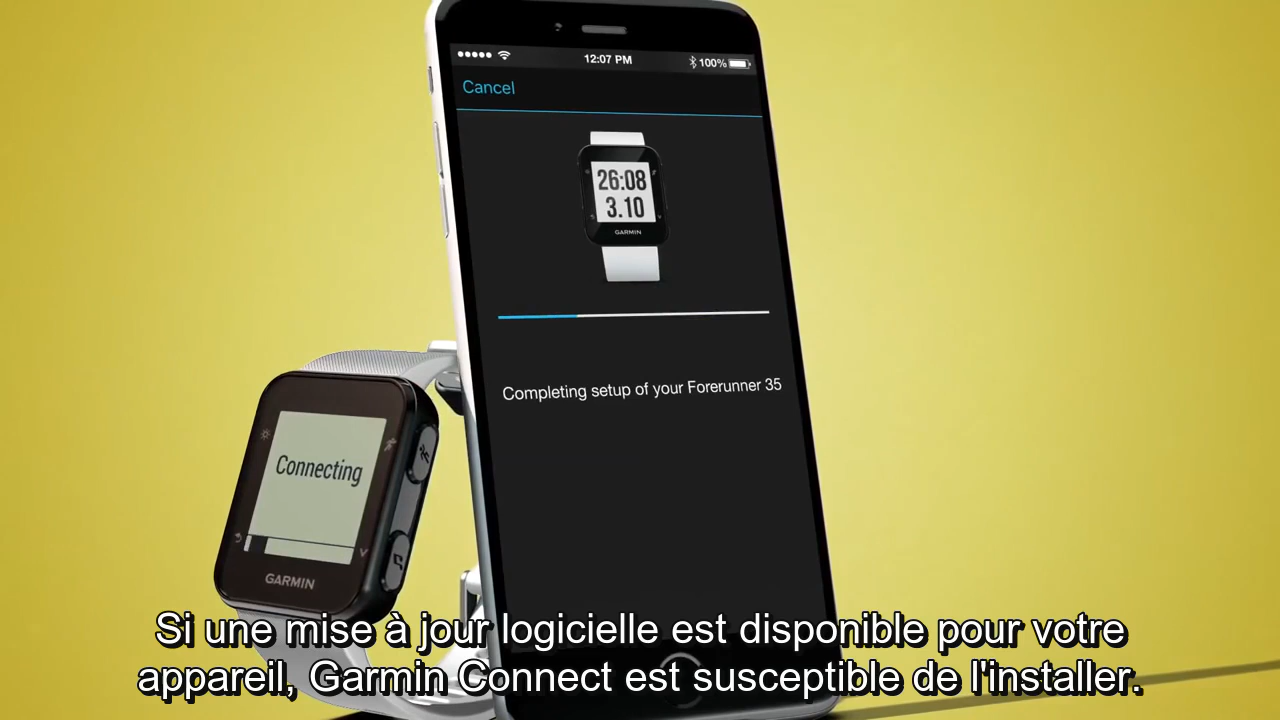 12:07 PM
100%
Cancel
26:08
3.10
GARMIN
Completing setup of your Forerunner 35
Connecting
GARMIN
Si une mise à jour logicielle est disponible pour votre
appareil, Garmin Connect est susceptible de l'installer.